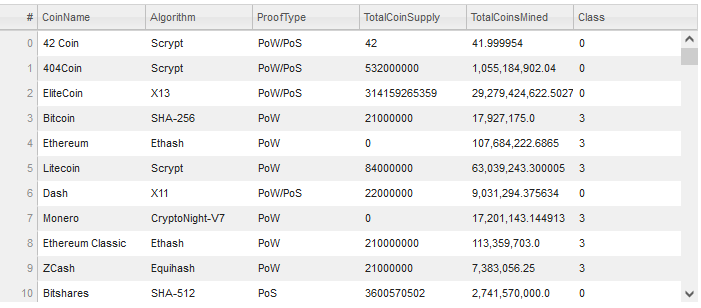 # CoinName Algorithm ProofType TotalCoinSupply TotalCoinsMined Class
0 42 Coin Scrypt PoW/PoS 42 41.999954 0
1 404Coin Scrypt PoW/PoS 532000000 1,055,184,902.04 0
2 EliteCoin X13 PoW/PoS 314159265359 29,279,424,622.5027 0
3 Bitcoin SHA-256 PoW 21000000 17,927,175.0 3
4 Ethereum Ethash PoW 0 107,684,222.6865 3
5 Litecoin Scrypt PoW 84000000 63,039,243.300005 3
6 Dash X11 PoW/PoS 22000000 9,031,294.375634 0
7 Monero CryptoNight-V7 PoW 0 17,201,143.144913 3
8 Ethereum Classic Ethash PoW 210000000 113,359,703.0 3
9 ZCash Equihash PoW 21000000 7,383,056.25 3
10 Bitshares SHA-512 PoS 3600570502 2,741,570,000.0 0